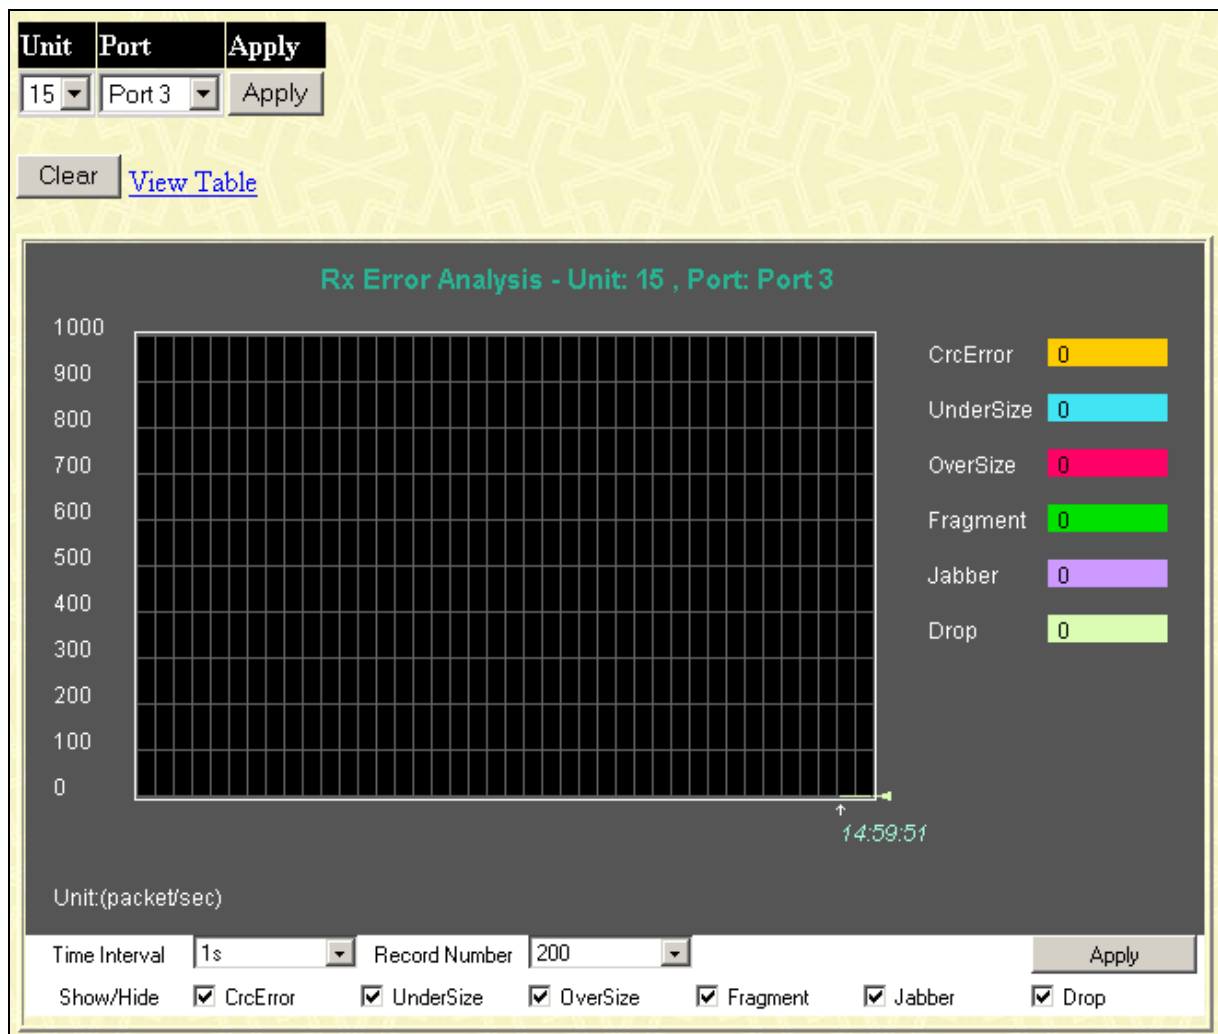 Unit Port Apply
15 Port 3 Apply
Clear View Table
Rx Error Analysis - Unit: 15 , Port: Port 3
1000
900
800
700
600
500
400
300
200
100
0
CrcError 0
UnderSize 0
OverSize 0
Fragment 0
Jabber 0
Drop 0
14:59:51
Unit:(packet/sec)
Time Interval 1s Record Number 200 Apply
Show/Hide CrcError UnderSize OverSize Fragment Jabber Drop